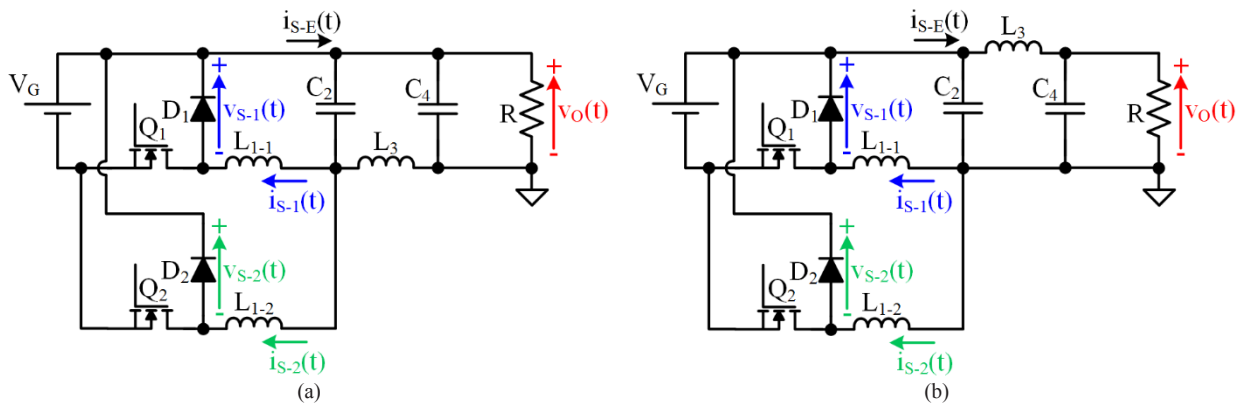 i_S-E(t)
V_G
D_1
v_S-1(t)
+
-
C_2
C_4
R
v_O(t)
+
-
Q_1
L_1-1
L_3
i_S-1(t)
D_2
v_S-2(t)
+
-
Q_2
L_1-2
i_S-2(t)
(a)
i_S-E(t)
L_3
V_G
D_1
v_S-1(t)
+
-
C_2
C_4
R
v_O(t)
+
-
Q_1
L_1-1
i_S-1(t)
D_2
v_S-2(t)
+
-
Q_2
L_1-2
i_S-2(t)
(b)